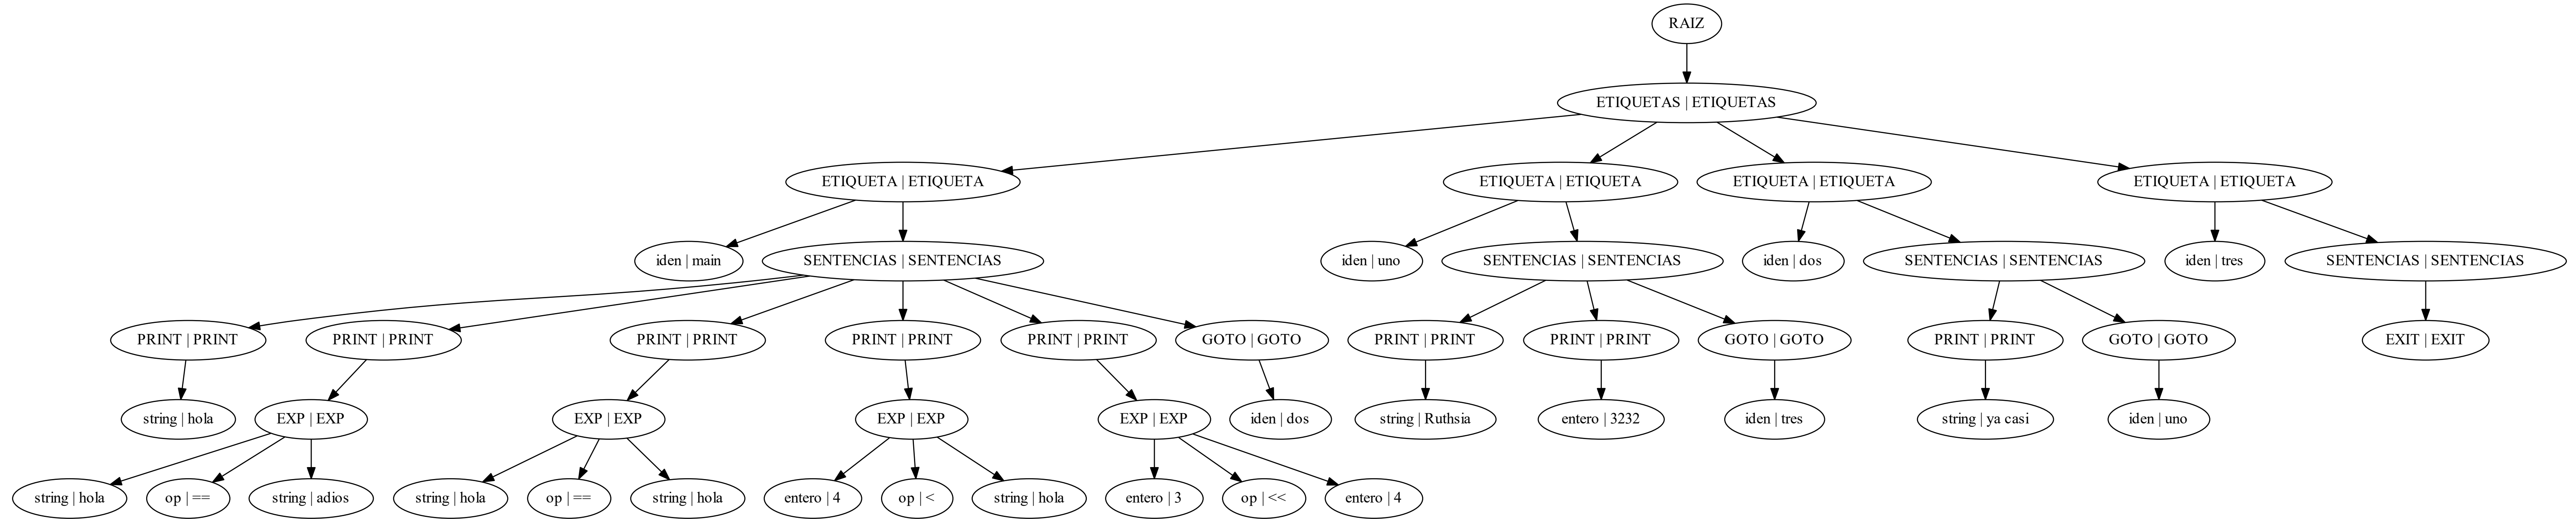 RAIZ
ETIQUETAS | ETIQUETAS
ETIQUETA | ETIQUETA
ETIQUETA | ETIQUETA
ETIQUETA | ETIQUETA
ETIQUETA | ETIQUETA
iden | main
SENTENCIAS | SENTENCIAS
iden | uno
SENTENCIAS | SENTENCIAS
iden | dos
SENTENCIAS | SENTENCIAS
iden | tres
SENTENCIAS | SENTENCIAS
PRINT | PRINT
PRINT | PRINT
PRINT | PRINT
PRINT | PRINT
PRINT | PRINT
GOTO | GOTO
PRINT | PRINT
PRINT | PRINT
GOTO | GOTO
PRINT | PRINT
GOTO | GOTO
EXIT | EXIT
string | hola
EXP | EXP
EXP | EXP
EXP | EXP
EXP | EXP
iden | dos
string | Ruthsia
entero | 3232
iden | tres
string | ya casi
iden | uno
string | hola
op | ==
string | adios
string | hola
op | ==
string | hola
entero | 4
op | <
string | hola
entero | 3
op | <<
entero | 4